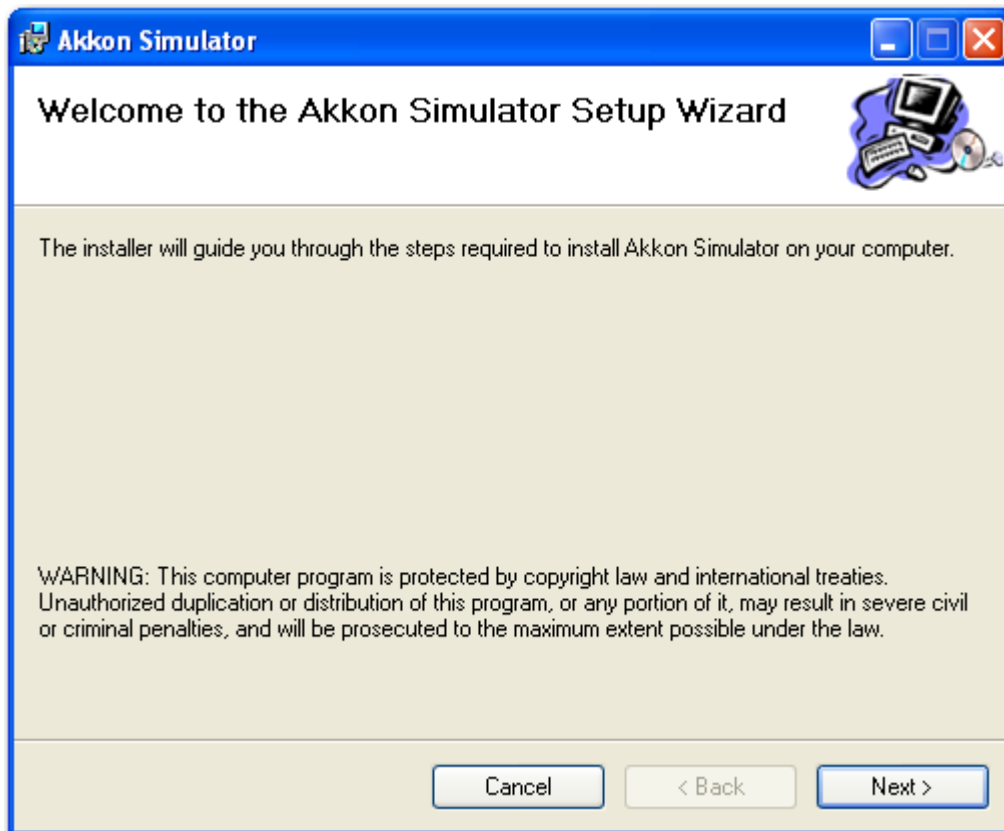 Akkon Simulator
Welcome to the Akkon Simulator Setup Wizard
The installer will guide you through the steps required to install Akkon Simulator on your computer.
WARNING: This computer program is protected by copyright law and international treaties.
Unauthorized duplication or distribution of this program, or any portion of it, may result in severe civil
or criminal penalties, and will be prosecuted to the maximum extent possible under the law.
Cancel < Back Next >